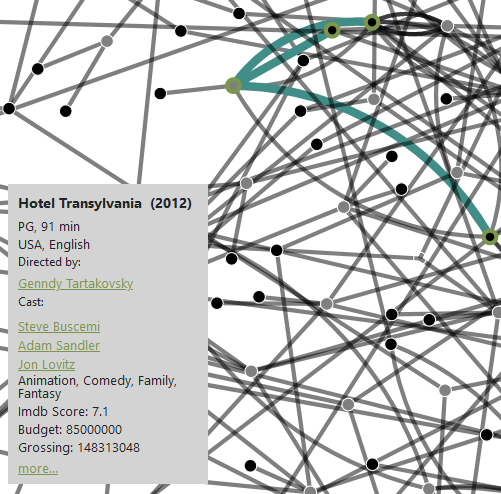 Hotel Transylvania (2012)
PG, 91 min
USA, English
Directed by:
Genndy Tartakovsky
Cast:
Steve Buscemi
Adam Sandler
Jon Lovitz
Animation, Comedy, Family,
Fantasy
Imdb Score: 7.1
Budget: 85000000
Grossing: 148313048
more...